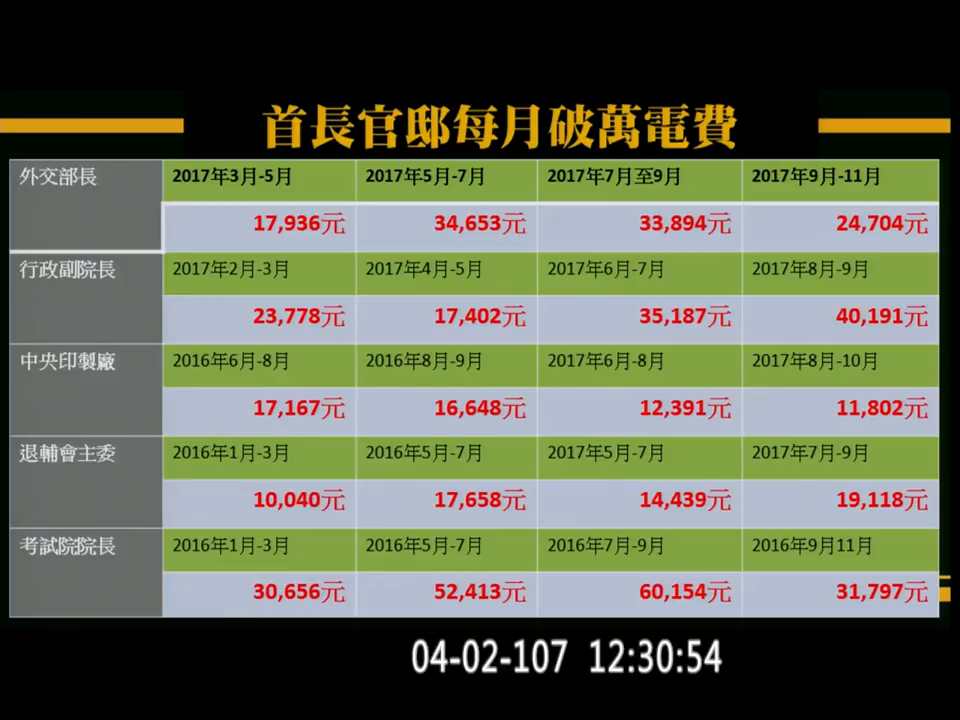 首長官邸每月破萬電費
外交部長 2017年3月-5月 2017年5月-7月 2017年7月至9月 2017年9月-11月
17,936元 34,653元 33,894元 24,704元
行政副院長 2017年2月-3月 2017年4月-5月 2017年6月-7月 2017年8月-9月
23,778元 17,402元 35,187元 40,191元
中央印製廠 2016年6月-8月 2016年8月-9月 2017年6月-8月 2017年8月-10月
17,167元 16,648元 12,391元 11,802元
退輔會主委 2016年1月-3月 2016年5月-7月 2017年5月-7月 2017年7月-9月
10,040元 17,658元 14,439元 19,118元
考試院院長 2016年1月-3月 2016年5月-7月 2016年7月-9月 2016年9月11月
30,656元 52,413元 60,154元 31,797元
04-02-107 12:30:54